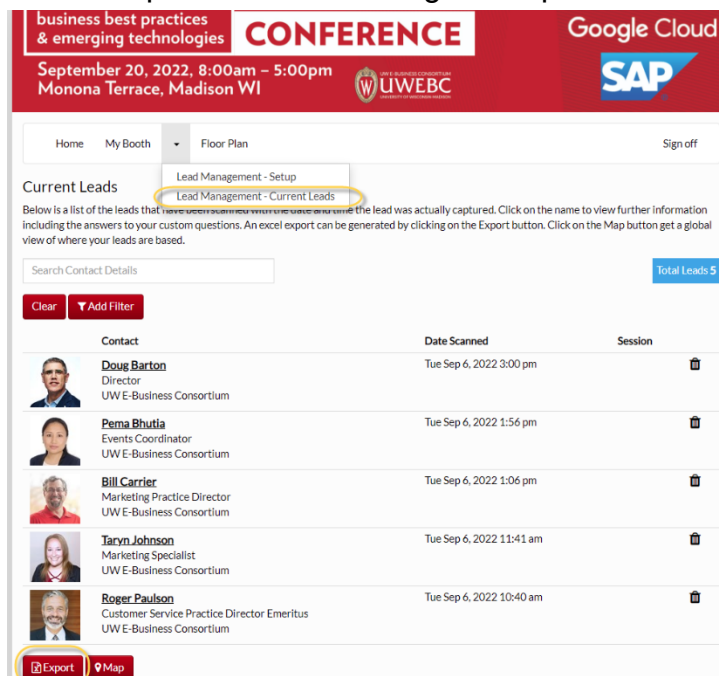 business best practices
& emerging technologies
CONFERENCE
Google Cloud
September 20, 2022, 8:00am – 5:00pm
Monona Terrace, Madison WI
UW E-BUSINESS CONSORTIUM
UWEBC
UNIVERSITY OF WISCONSIN-MADISON
SAP
Home My Booth Floor Plan Sign off
Lead Management - Setup
Lead Management - Current Leads
Current Leads
Below is a list of the leads that have been scanned with the date and time the lead was actually captured. Click on the name to view further information
including the answers to your custom questions. An excel export can be generated by clicking on the Export button. Click on the Map button get a global
view of where your leads are based.
Search Contact Details
Total Leads 5
Clear Add Filter
Contact Date Scanned Session
Doug Barton Tue Sep 6, 2022 3:00 pm
Director
UW E-Business Consortium
Pema Bhutia Tue Sep 6, 2022 1:56 pm
Events Coordinator
UW E-Business Consortium
Bill Carrier Tue Sep 6, 2022 1:06 pm
Marketing Practice Director
UW E-Business Consortium
Taryn Johnson Tue Sep 6, 2022 11:41 am
Marketing Specialist
UW E-Business Consortium
Roger Paulson Tue Sep 6, 2022 10:40 am
Customer Service Practice Director Emeritus
UW E-Business Consortium
Export Map